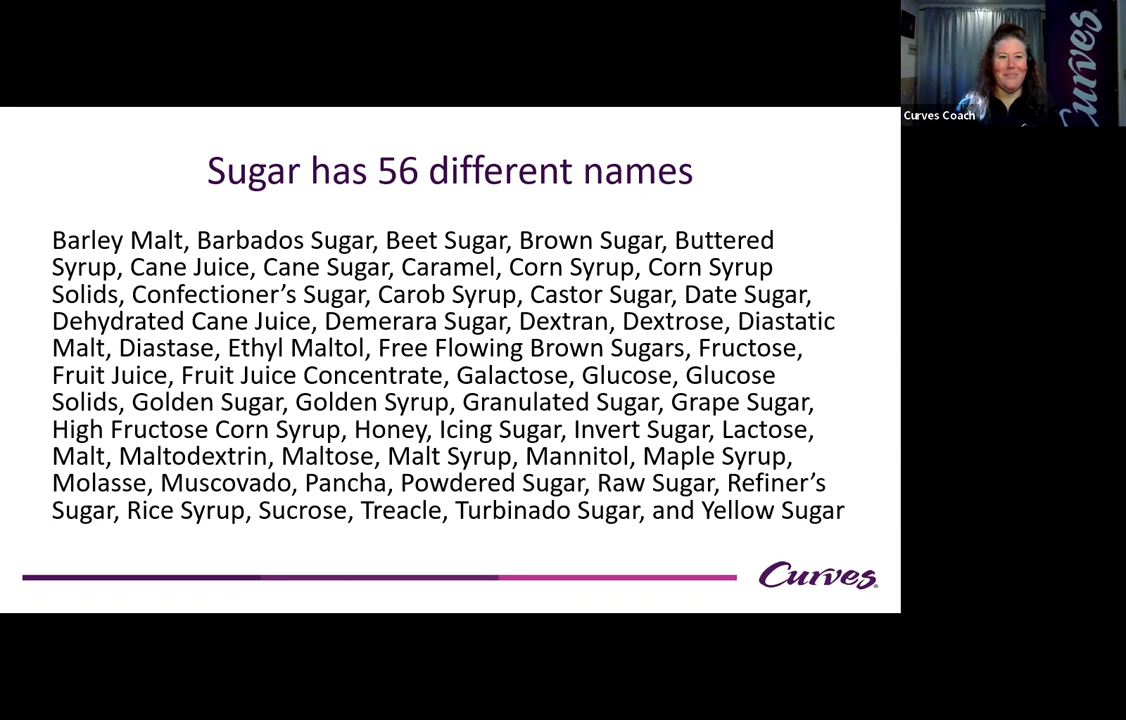 Curves
Curves Coach
Sugar has 56 different names
Barley Malt, Barbados Sugar, Beet Sugar, Brown Sugar, Buttered
Syrup, Cane Juice, Cane Sugar, Caramel, Corn Syrup, Corn Syrup
Solids, Confectioner’s Sugar, Carob Syrup, Castor Sugar, Date Sugar,
Dehydrated Cane Juice, Demerara Sugar, Dextran, Dextrose, Diastatic
Malt, Diastase, Ethyl Maltol, Free Flowing Brown Sugars, Fructose,
Fruit Juice, Fruit Juice Concentrate, Galactose, Glucose, Glucose
Solids, Golden Sugar, Golden Syrup, Granulated Sugar, Grape Sugar,
High Fructose Corn Syrup, Honey, Icing Sugar, Invert Sugar, Lactose,
Malt, Maltodextrin, Maltose, Malt Syrup, Mannitol, Maple Syrup,
Molasse, Muscovado, Pancha, Powdered Sugar, Raw Sugar, Refiner’s
Sugar, Rice Syrup, Sucrose, Treacle, Turbinado Sugar, and Yellow Sugar
Curves®